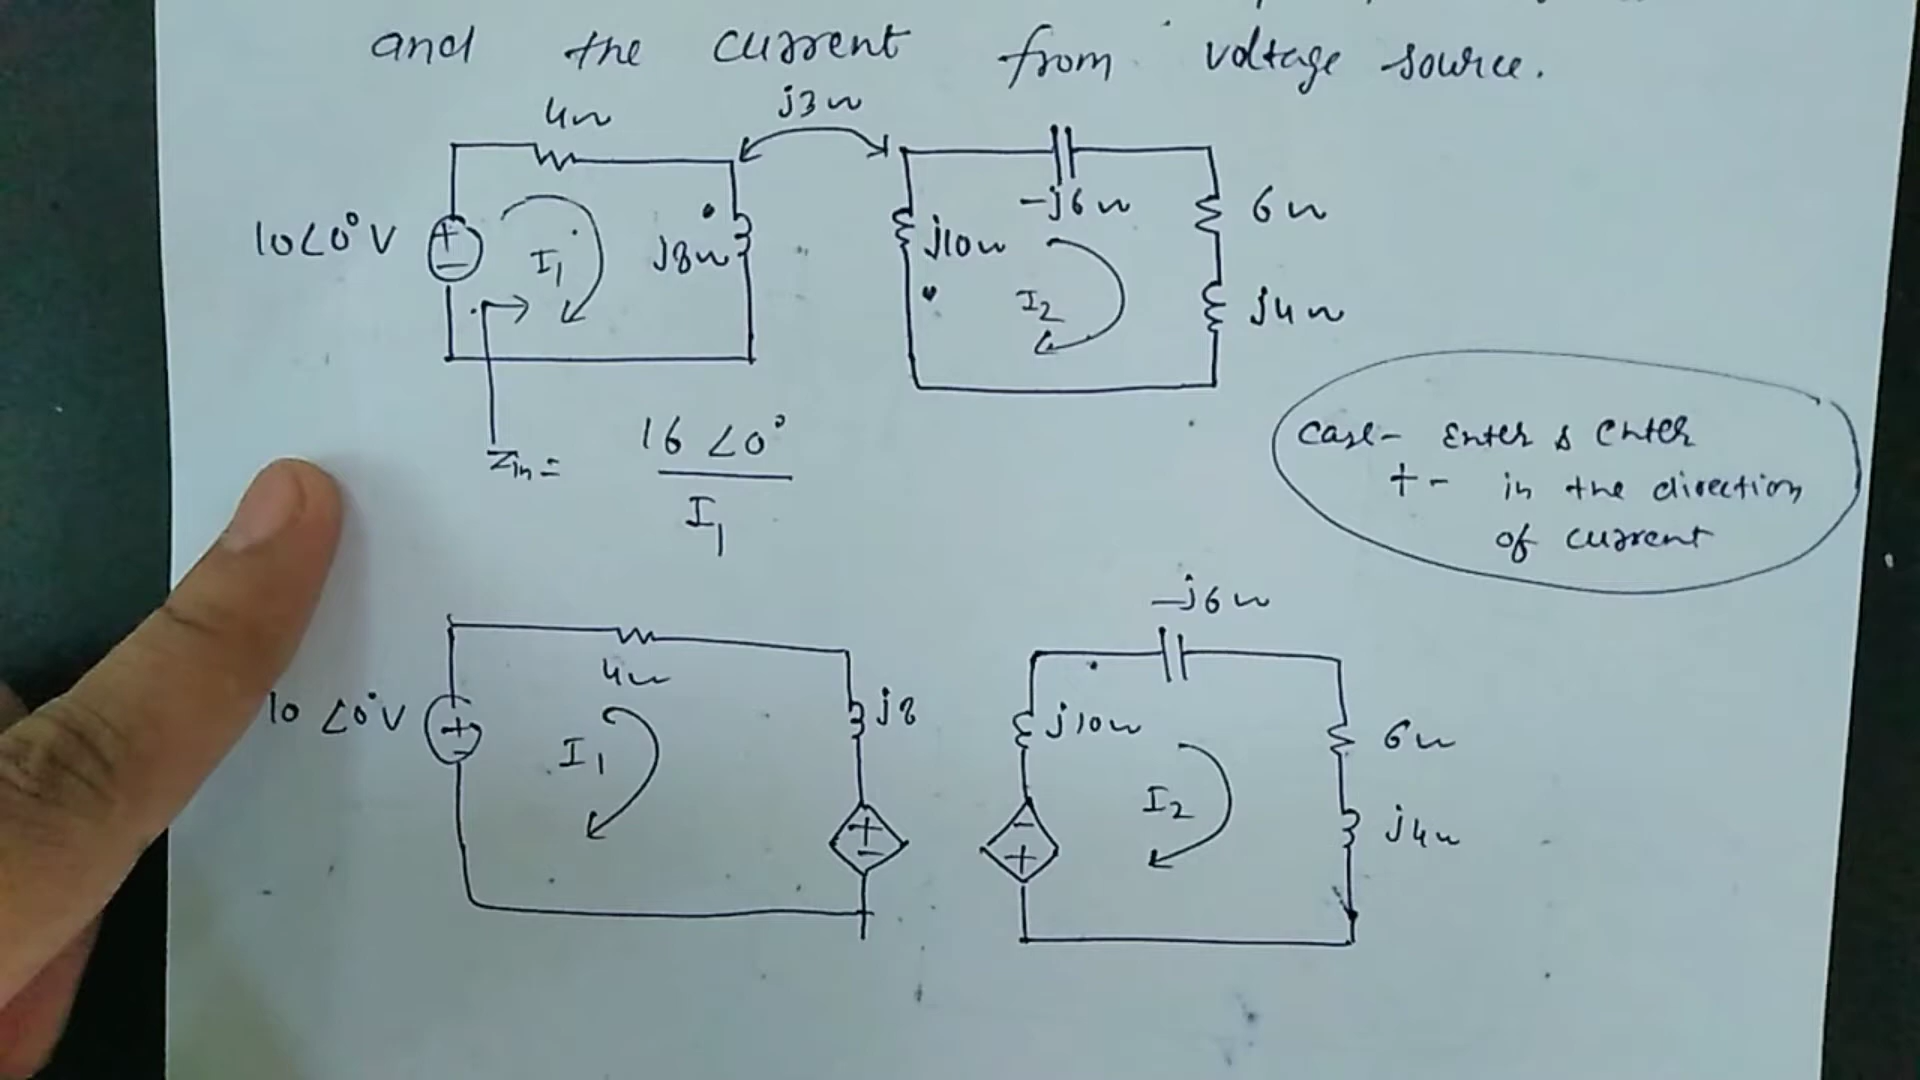 and the current from voltage source.
4Ω j3Ω
10∠0° V + - I1 j8Ω j10Ω -j6Ω I2 6Ω j4Ω
Zin = 16∠0° / I1
Case - Enter & Enter
+ - in the direction
of current
-j6Ω
10∠0° V + - 4Ω I1 j8 + - j10Ω - + I2 6Ω j4Ω